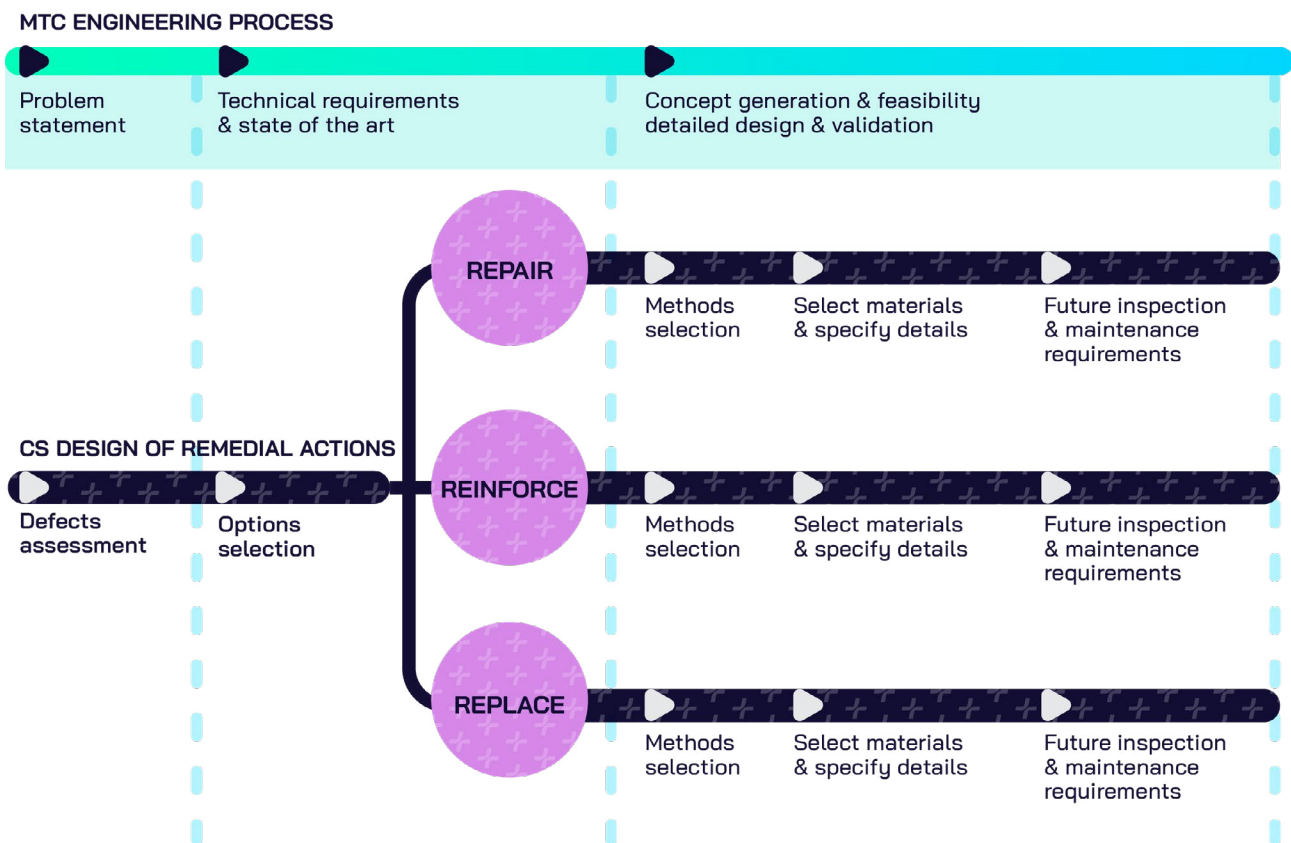 MTC ENGINEERING PROCESS
Problem
statement
Technical requirements
& state of the art
Concept generation & feasibility
detailed design & validation
REPAIR
Methods
selection
Select materials
& specify details
Future inspection
& maintenance
requirements
CS DESIGN OF REMEDIAL ACTIONS
Defects
assessment
Options
selection
REINFORCE
Methods
selection
Select materials
& specify details
Future inspection
& maintenance
requirements
REPLACE
Methods
selection
Select materials
& specify details
Future inspection
& maintenance
requirements